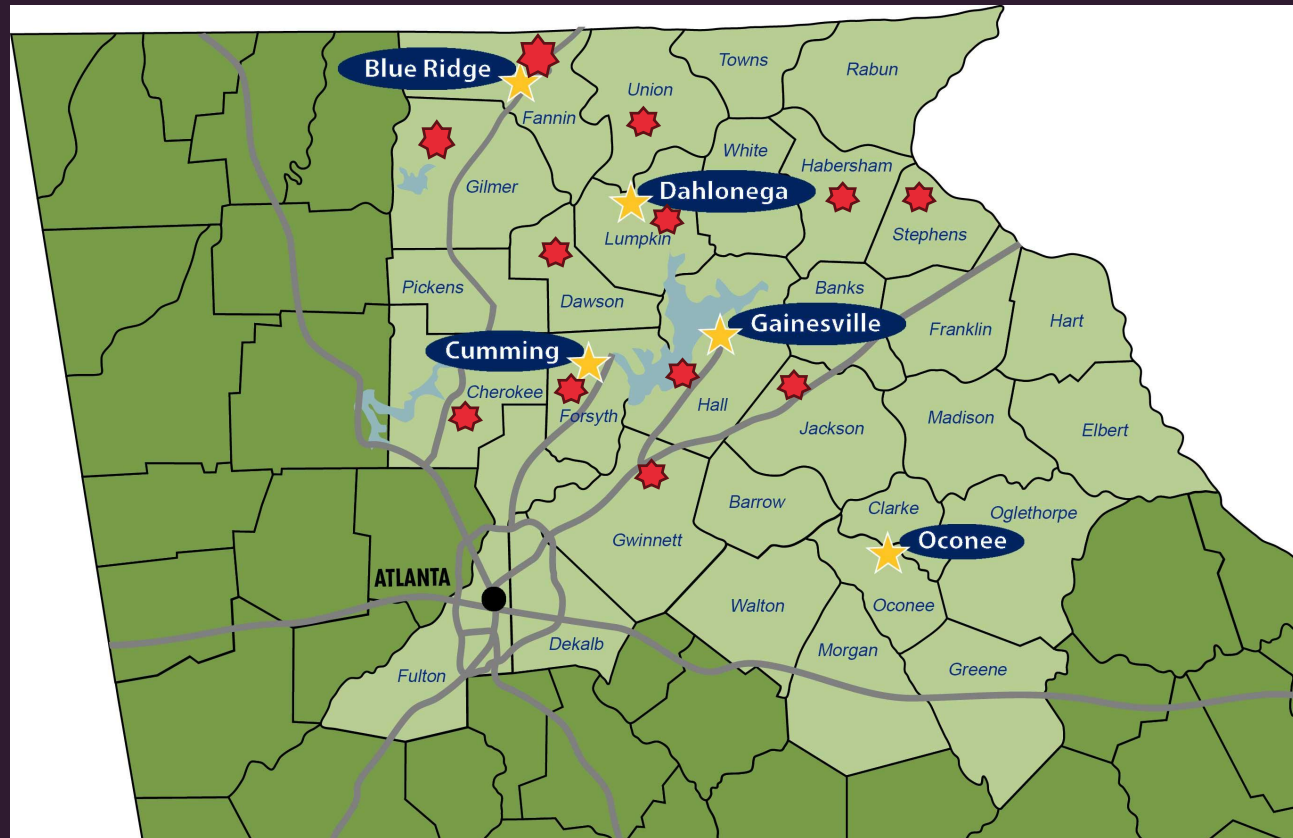 Towns
Rabun
Blue Ridge
Union
Fannin
White
Habersham
Gilmer
Dahlonega
Lumpkin
Stephens
Pickens
Dawson
Banks
Gainesville
Franklin
Hart
Cumming
Cherokee
Forsyth
Hall
Jackson
Madison
Elbert
Barrow
Clarke
Oglethorpe
Gwinnett
Oconee
ATLANTA
Walton
Oconee
Dekalb
Morgan
Fulton
Greene